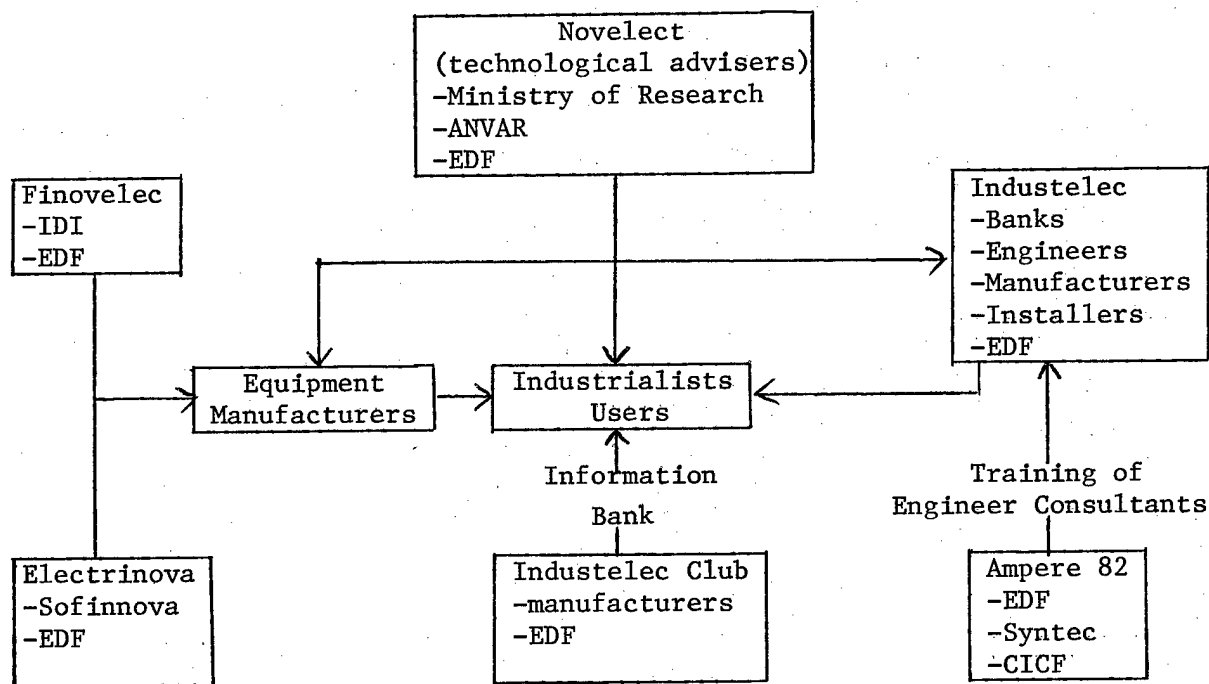 Novelect
(technological advisers)
-Ministry of Research
-ANVAR
-EDF
Finovelec
-IDI
-EDF
Industelec
-Banks
-Engineers
-Manufacturers
-Installers
-EDF
Equipment
Manufacturers
Industrialists
Users
Information
Bank
Training of
Engineer Consultants
Electrinova
-Sofinnova
-EDF
Industelec Club
-manufacturers
-EDF
Ampere 82
-EDF
-Syntec
-CICF